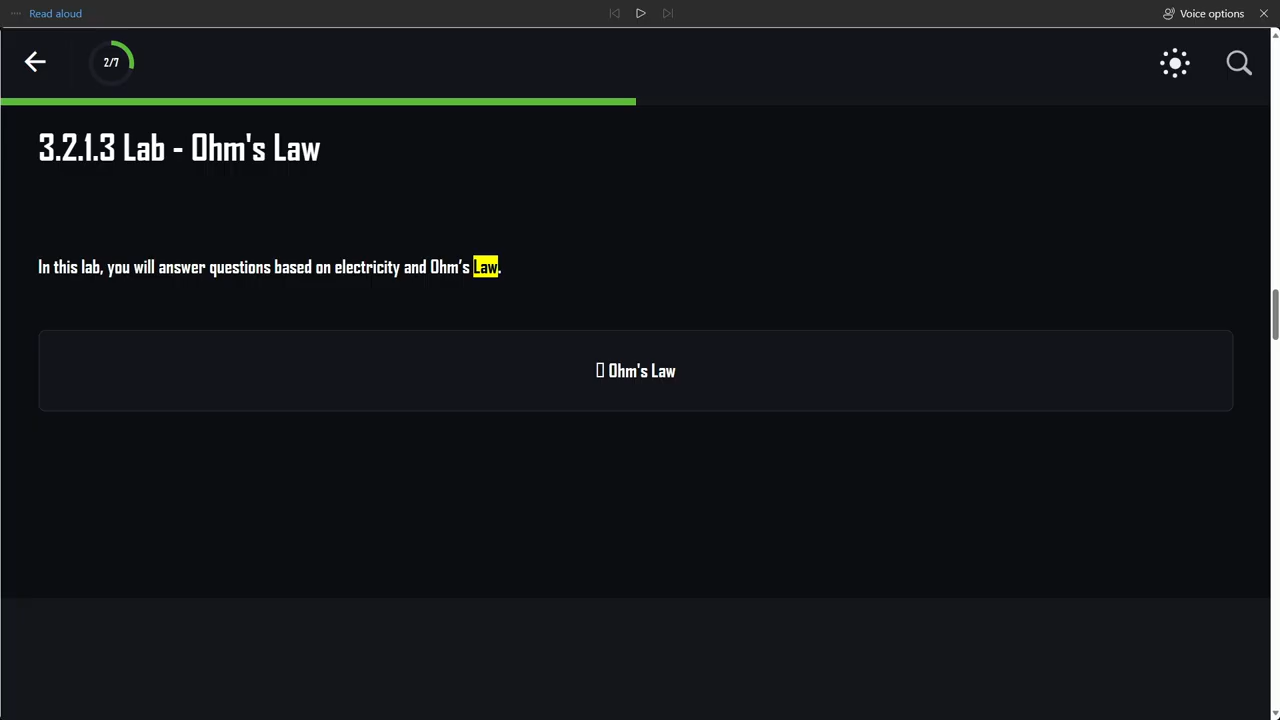 Read aloud
Voice options
2/7
3.2.1.3 Lab - Ohm's Law
In this lab, you will answer questions based on electricity and Ohm’s Law.
Ohm's Law